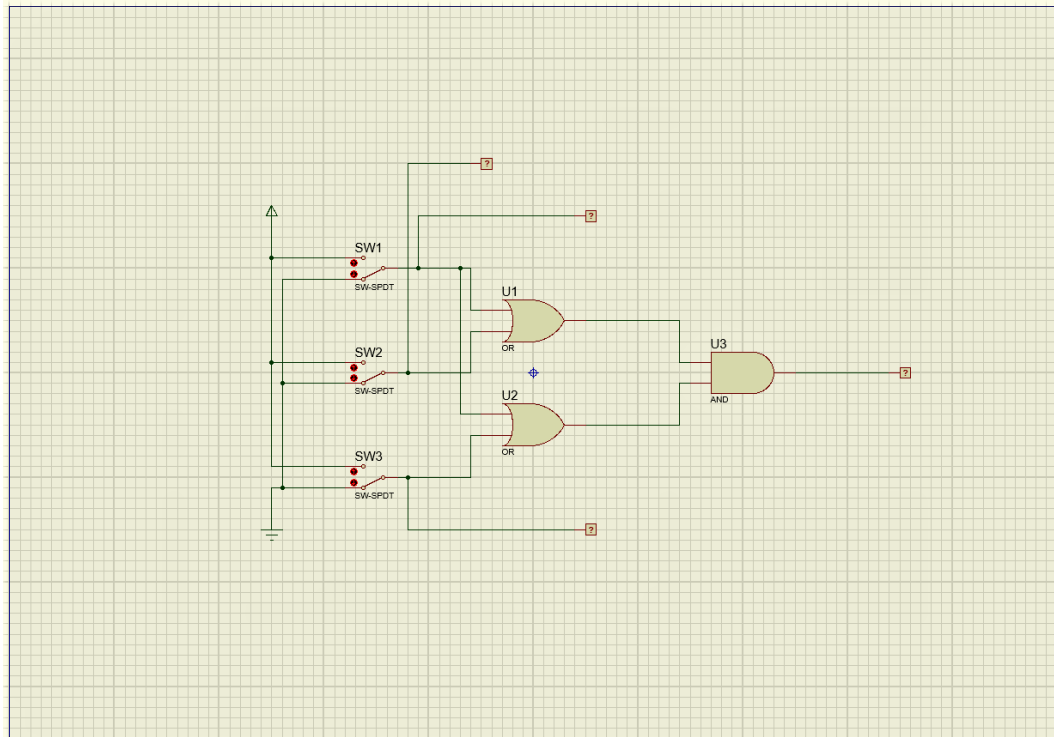 ?
?
SW1
SW-SPDT
U1
OR
SW2
SW-SPDT
U3
?
AND
U2
OR
SW3
SW-SPDT
?